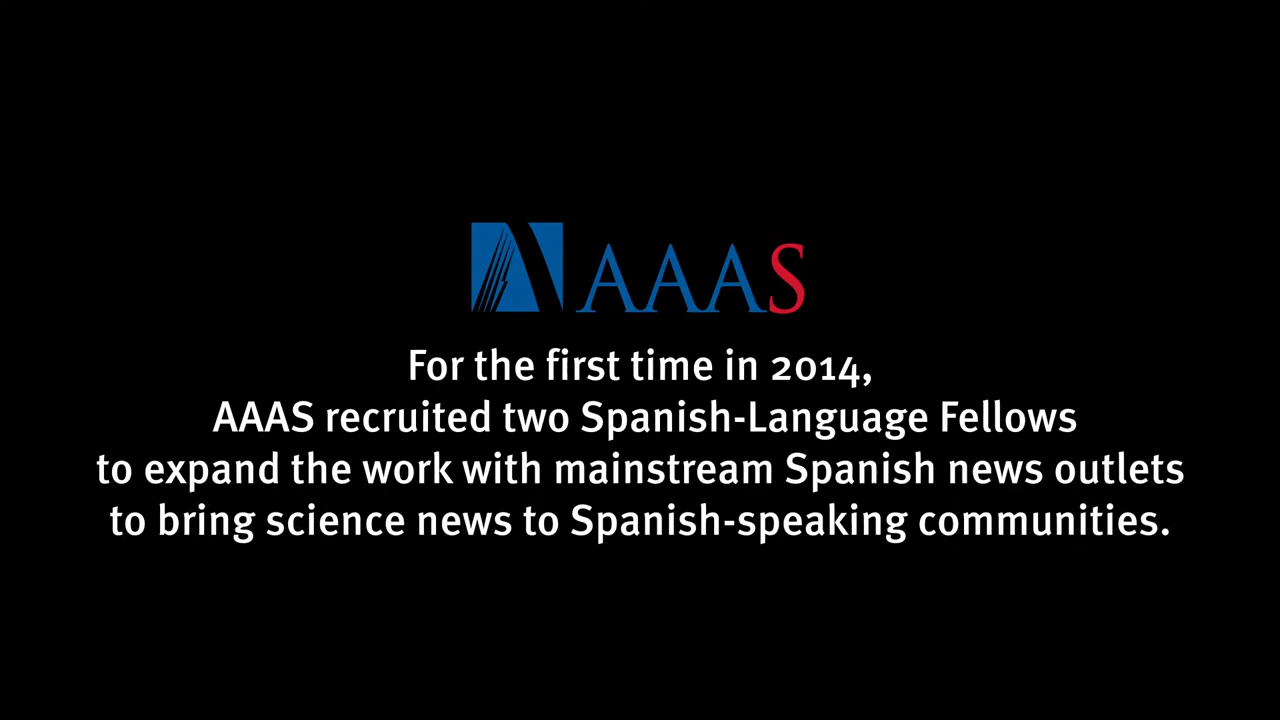 AAAS
For the first time in 2014,
AAAS recruited two Spanish-Language Fellows
to expand the work with mainstream Spanish news outlets
to bring science news to Spanish-speaking communities.